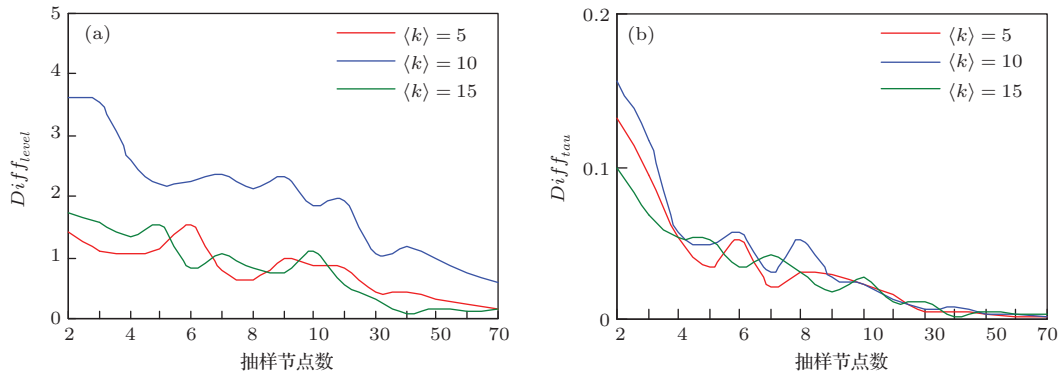 (a)
⟨k⟩ = 5
⟨k⟩ = 10
⟨k⟩ = 15
Diff_level
5
4
3
2
1
0
2 4 6 8 10 30 50 70
抽样节点数
(b)
⟨k⟩ = 5
⟨k⟩ = 10
⟨k⟩ = 15
Diff_tau
0.2
0.1
0
2 4 6 8 10 30 50 70
抽样节点数